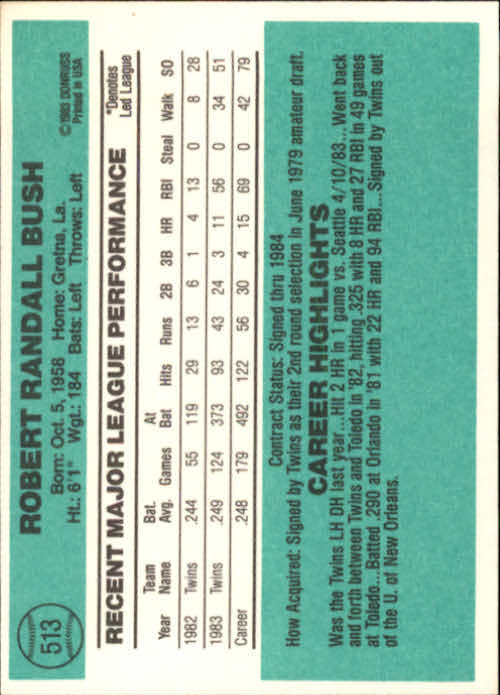 513
ROBERT RANDALL BUSH
Born: Oct. 5, 1958 Home: Gretna, La.
Ht.: 6'1" Wgt.: 184 Bats: Left Throws: Left
©1983 DONRUSS
Printed in USA
RECENT MAJOR LEAGUE PERFORMANCE
*Denotes
Led League
Team Bat. At
Year Name Avg. Games Bat Hits Runs 2B 3B HR RBI Steal Walk SO
1982 Twins .244 55 119 29 13 6 1 4 13 0 8 28
1983 Twins .249 124 373 93 43 24 3 11 56 0 34 51
Career .248 179 492 122 56 30 4 15 69 0 42 79
Contract Status: Signed thru 1984
How Acquired: Signed by Twins as their 2nd round selection in June 1979 amateur draft.
CAREER HIGHLIGHTS
Was the Twins LH DH last year...Hit 2 HR in 1 game vs. Seattle 4/10/83...Went back
and forth between Twins and Toledo in '82, hitting .325 with 8 HR and 27 RBI in 49 games
at Toledo...Batted .290 at Orlando in '81 with 22 HR and 94 RBI...Signed by Twins out
of the U. of New Orleans.